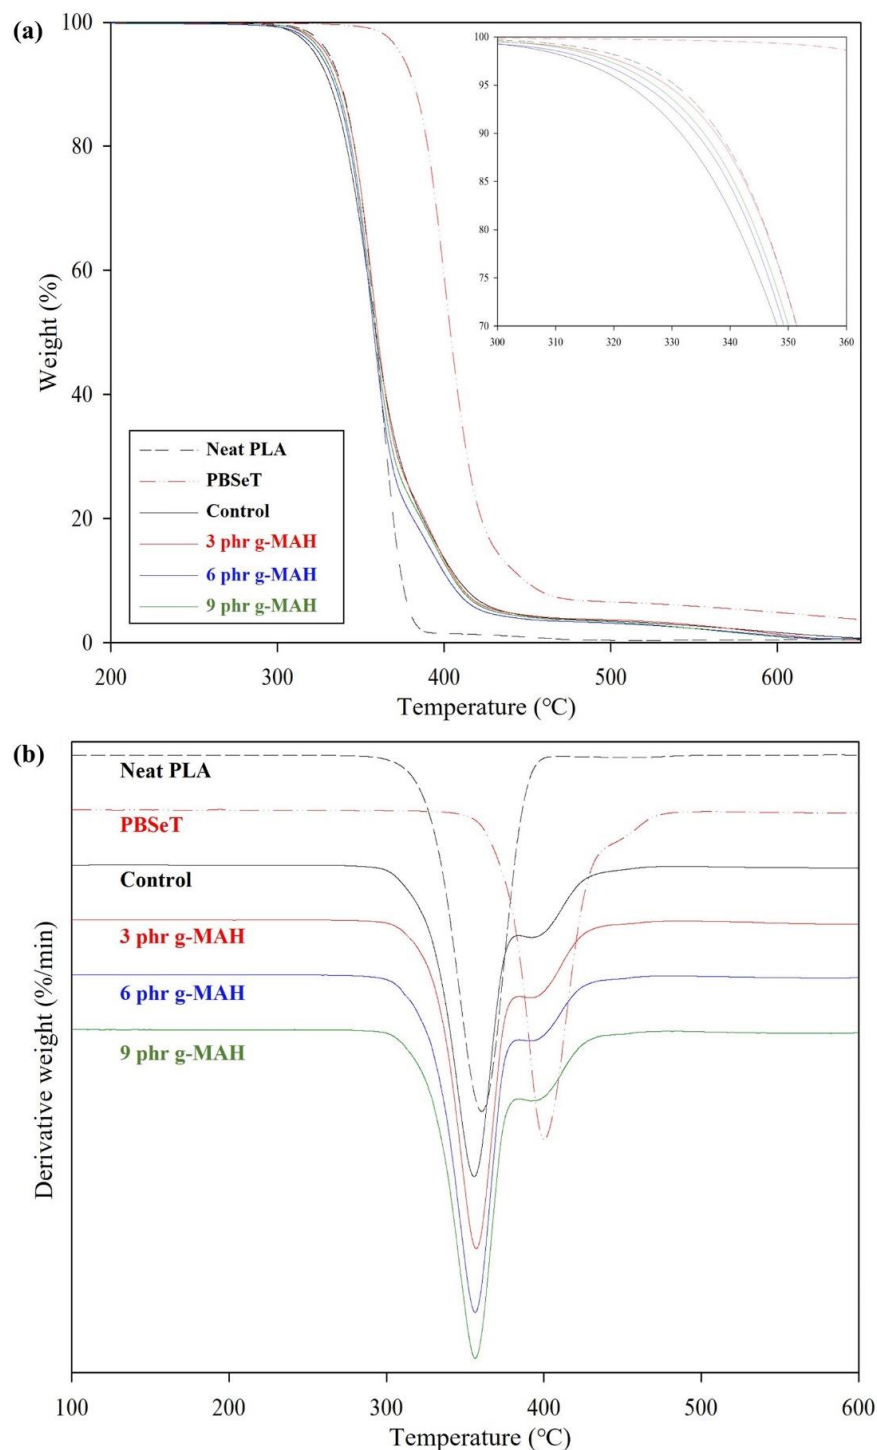 (a)
100
80
60
40
20
0
Weight (%)
100
95
90
85
80
75
70
300 310 320 330 340 350 360
Neat PLA
PBSeT
Control
3 phr g-MAH
6 phr g-MAH
9 phr g-MAH
200 300 400 500 600
Temperature (℃)
(b)
Neat PLA
PBSeT
Control
3 phr g-MAH
6 phr g-MAH
9 phr g-MAH
Derivative weight (%/min)
100 200 300 400 500 600
Temperature (℃)